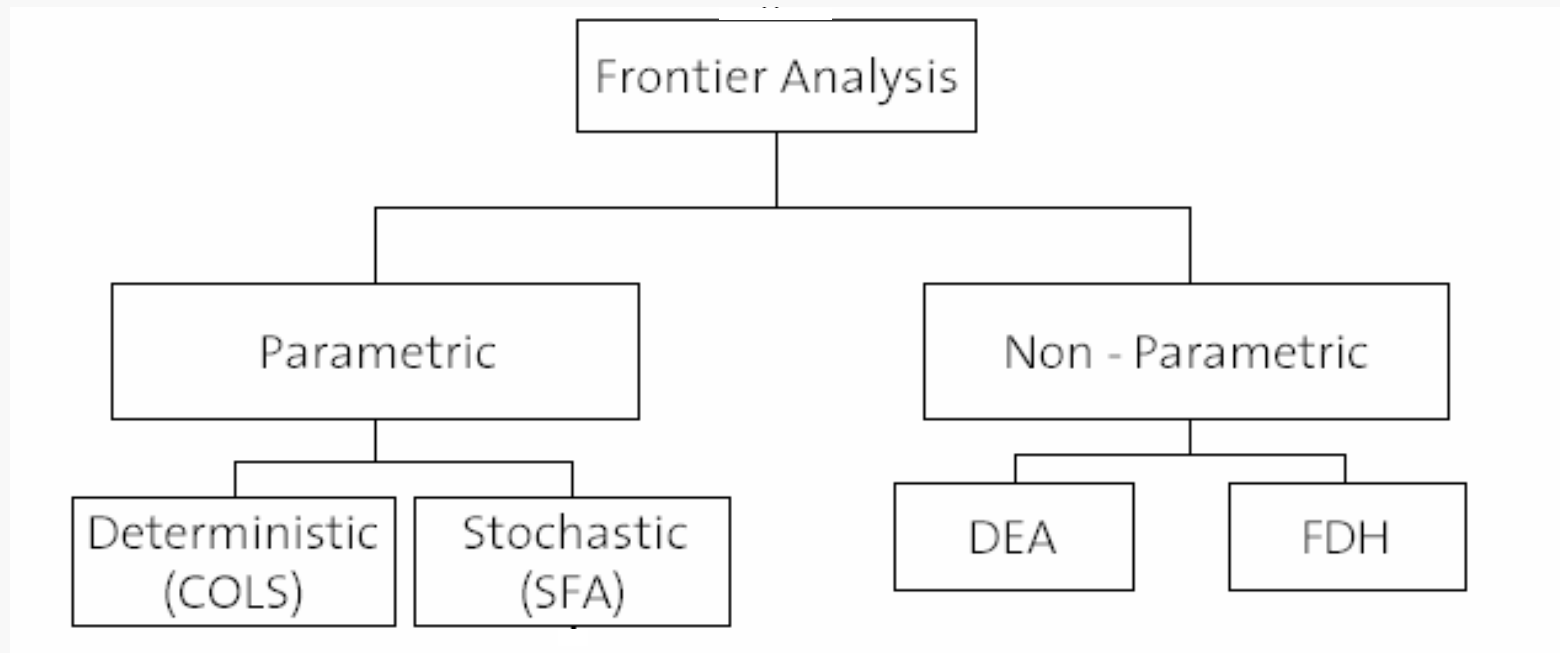 Frontier Analysis
Parametric
Non - Parametric
Deterministic
(COLS)
Stochastic
(SFA)
DEA
FDH